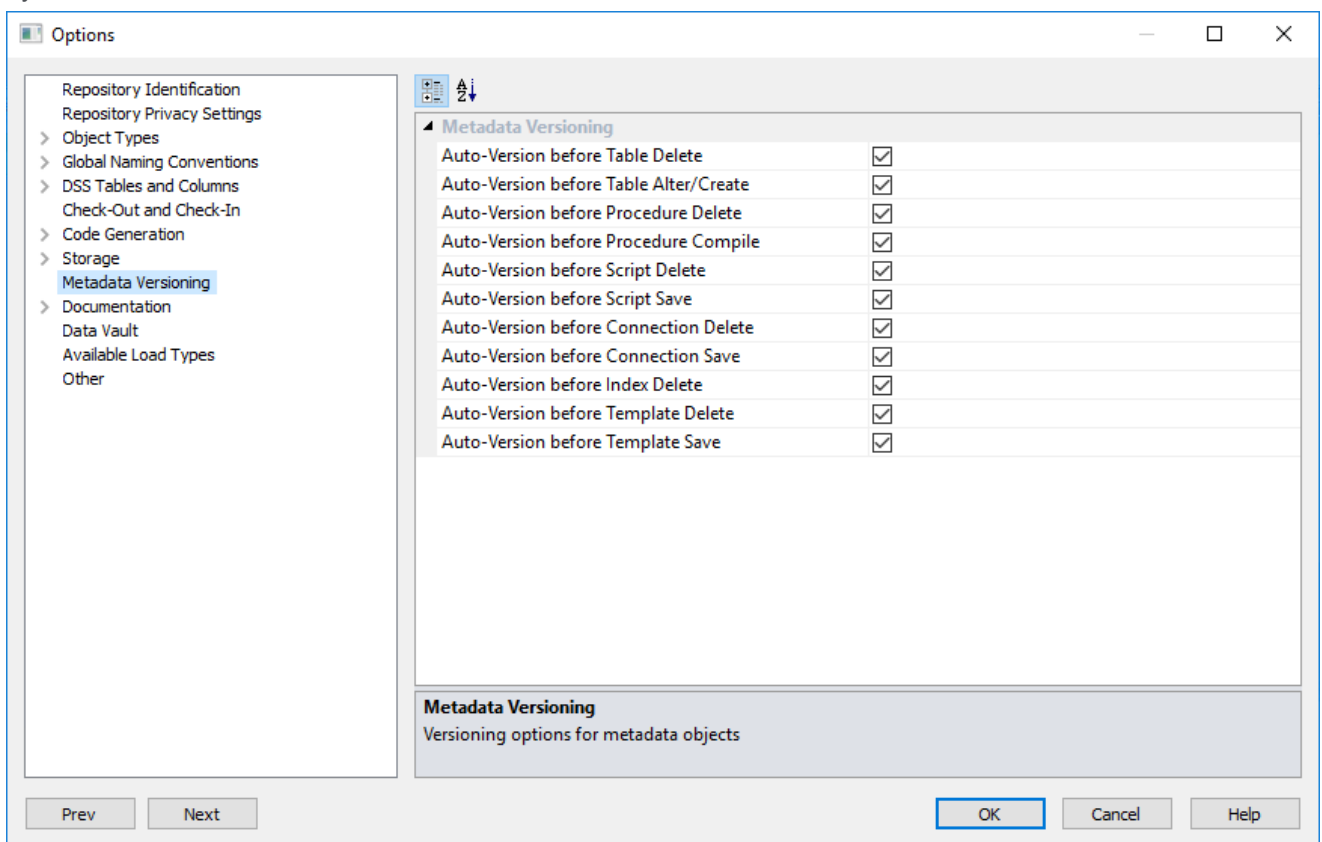 Options
Repository Identification
Repository Privacy Settings
Object Types
Global Naming Conventions
DSS Tables and Columns
Check-Out and Check-In
Code Generation
Storage
Metadata Versioning
Documentation
Data Vault
Available Load Types
Other
Metadata Versioning
Auto-Version before Table Delete
Auto-Version before Table Alter/Create
Auto-Version before Procedure Delete
Auto-Version before Procedure Compile
Auto-Version before Script Delete
Auto-Version before Script Save
Auto-Version before Connection Delete
Auto-Version before Connection Save
Auto-Version before Index Delete
Auto-Version before Template Delete
Auto-Version before Template Save
Metadata Versioning
Versioning options for metadata objects
Prev Next OK Cancel Help